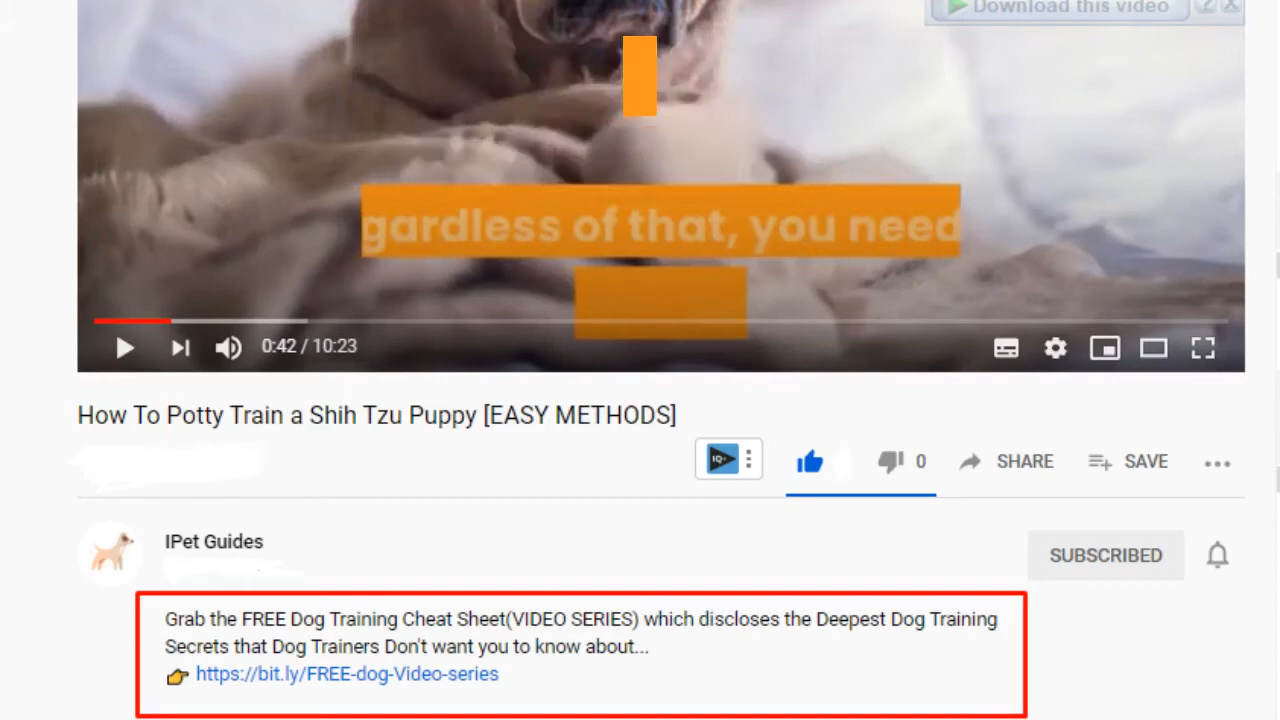 Download this video
gardless of that, you need
0:42 / 10:23
How To Potty Train a Shih Tzu Puppy [EASY METHODS]
IQ 0 SHARE SAVE
IPet Guides
SUBSCRIBED
Grab the FREE Dog Training Cheat Sheet(VIDEO SERIES) which discloses the Deepest Dog Training
Secrets that Dog Trainers Don't want you to know about...
https://bit.ly/FREE-dog-Video-series